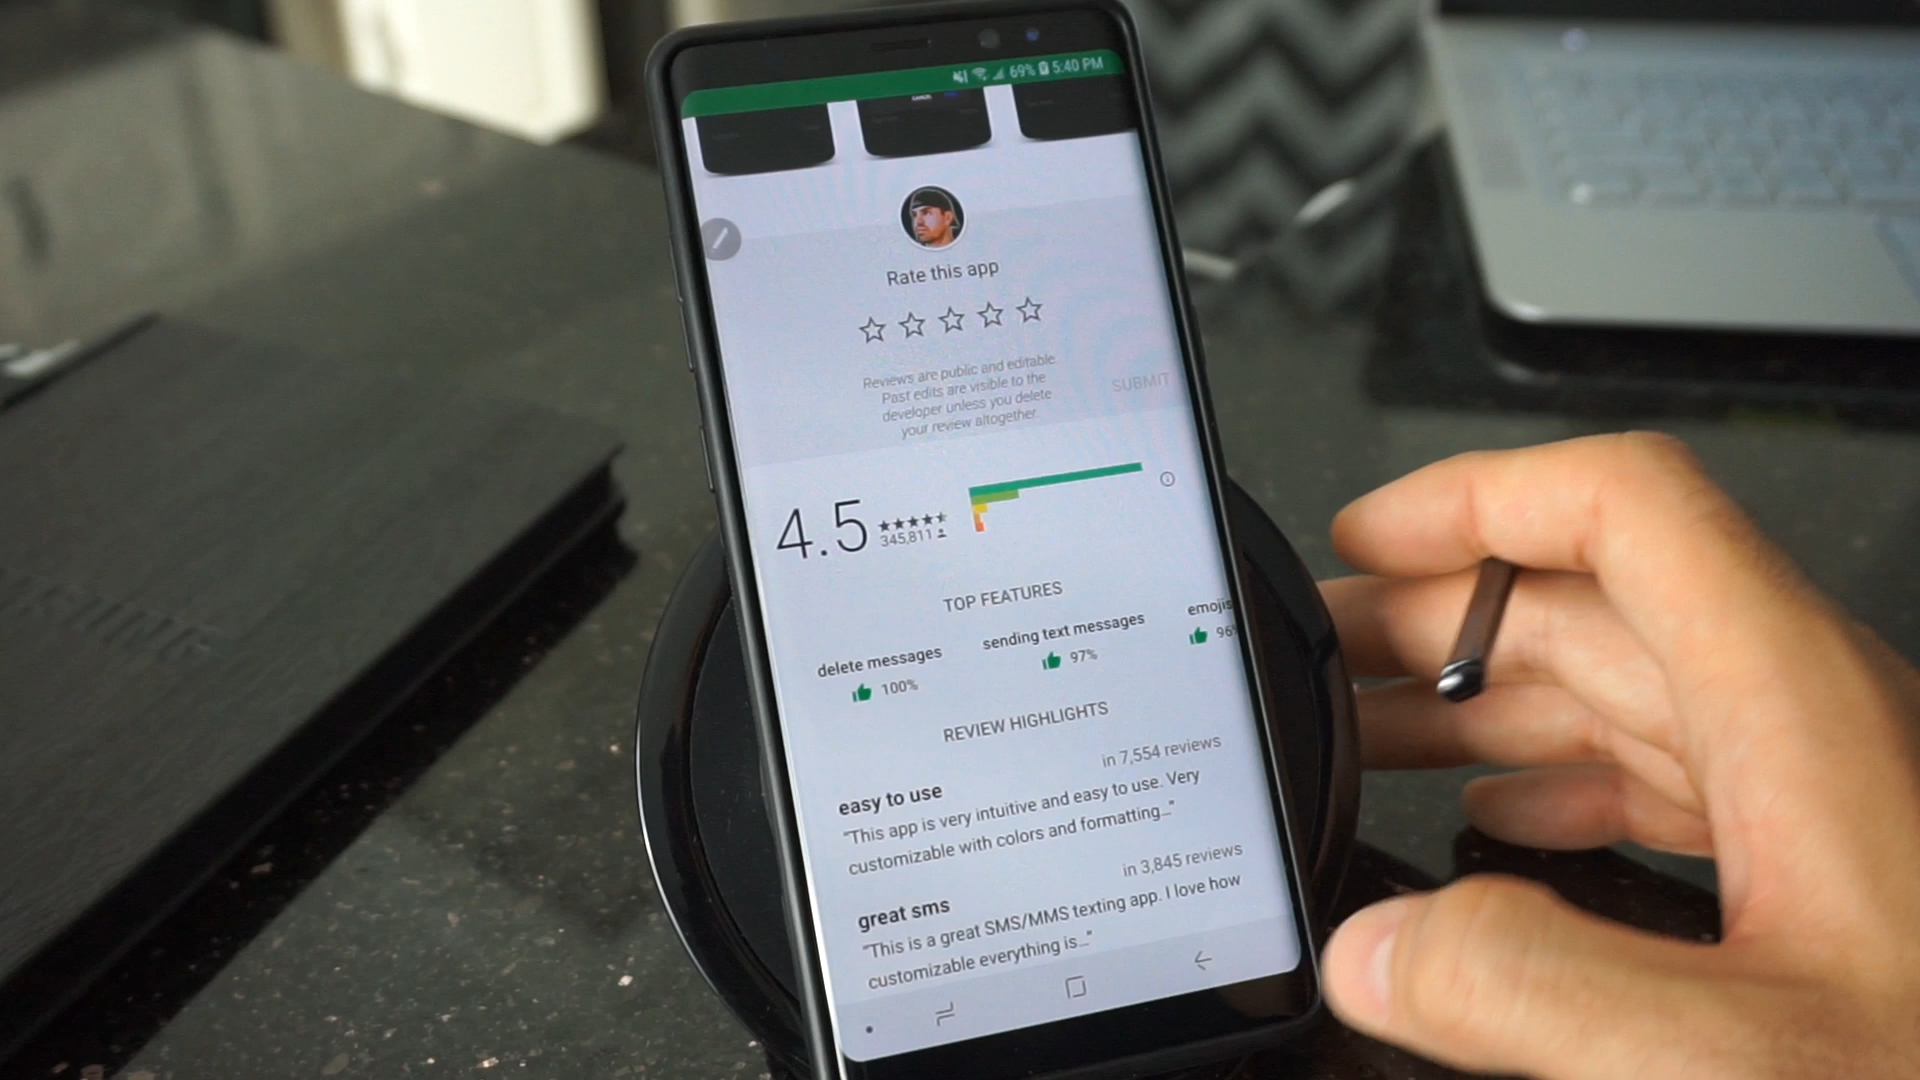 69% 5:40 PM
Rate this app
Reviews are public and editable.
Past edits are visible to the
developer unless you delete
your review altogether.
SUBMIT
4.5
345,811
TOP FEATURES
delete messages
100%
sending text messages
97%
emojis
96%
REVIEW HIGHLIGHTS
in 7,554 reviews
easy to use
"This app is very intuitive and easy to use. Very
customizable with colors and formatting..."
in 3,845 reviews
great sms
"This is a great SMS/MMS texting app. I love how
customizable everything is..."